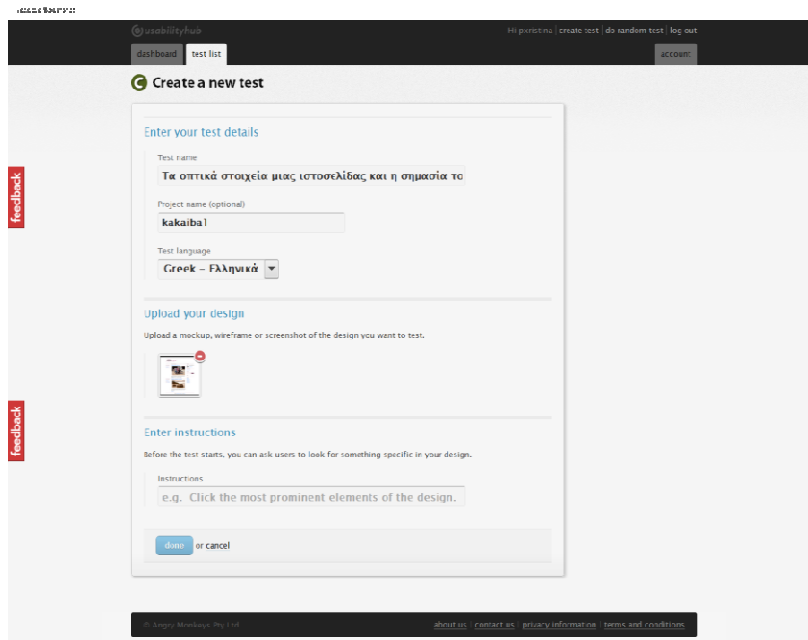 usabilityhub
Hi pxristina | create test | do random test | log out
dashboard
test list
account
Create a new test
Enter your test details
Test name
Τα οπτικά στοιχεία μιας ιστοσελίδας και η σημασία το
Project name (optional)
kakaiba1
Test language
Greek – Ελληνικά
Upload your design
Upload a mockup, wireframe or screenshot of the design you want to test.
Enter instructions
Before the test starts, you can ask users to look for something specific in your design.
Instructions
e.g. Click the most prominent elements of the design.
done or cancel
feedback
feedback
© Angry Monkeys Pty Ltd
about us | contact us | privacy information | terms and conditions